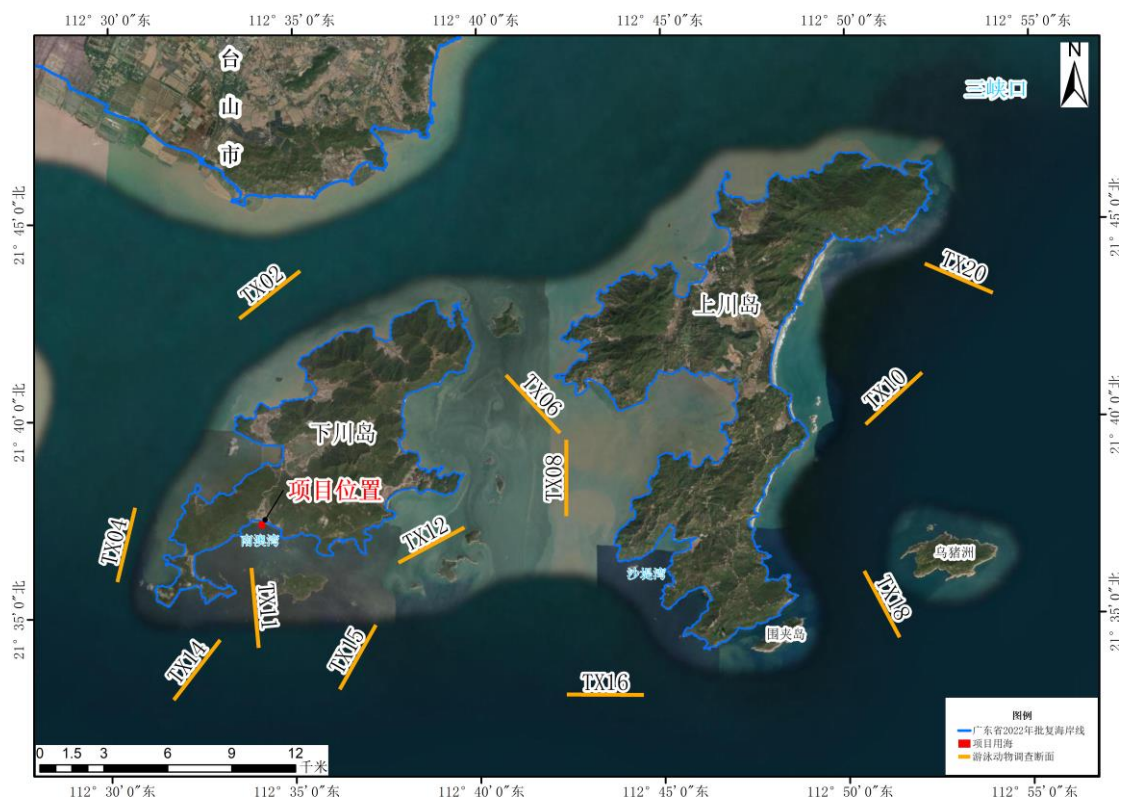 112° 30′0″东
112° 35′0″东
112° 40′0″东
112° 45′0″东
112° 50′0″东
112° 55′0″东
N
三峡口
台
山
市
21° 45′0″北
21° 45′0″北
TX02
TX20
上川岛
TX06
TX10
21° 40′0″北
21° 40′0″北
下川岛
TX08
项目位置
TX04
南澳湾
TX12
乌猪洲
沙堤湾
TX11
TX18
21° 35′0″北
21° 35′0″北
围夹岛
TX14
TX15
TX16
图例
广东省2022年批复海岸线
项目用海
游泳动物调查断面
0 1.5 3 6 9 12
千米
112° 30′0″东
112° 35′0″东
112° 40′0″东
112° 45′0″东
112° 50′0″东
112° 55′0″东